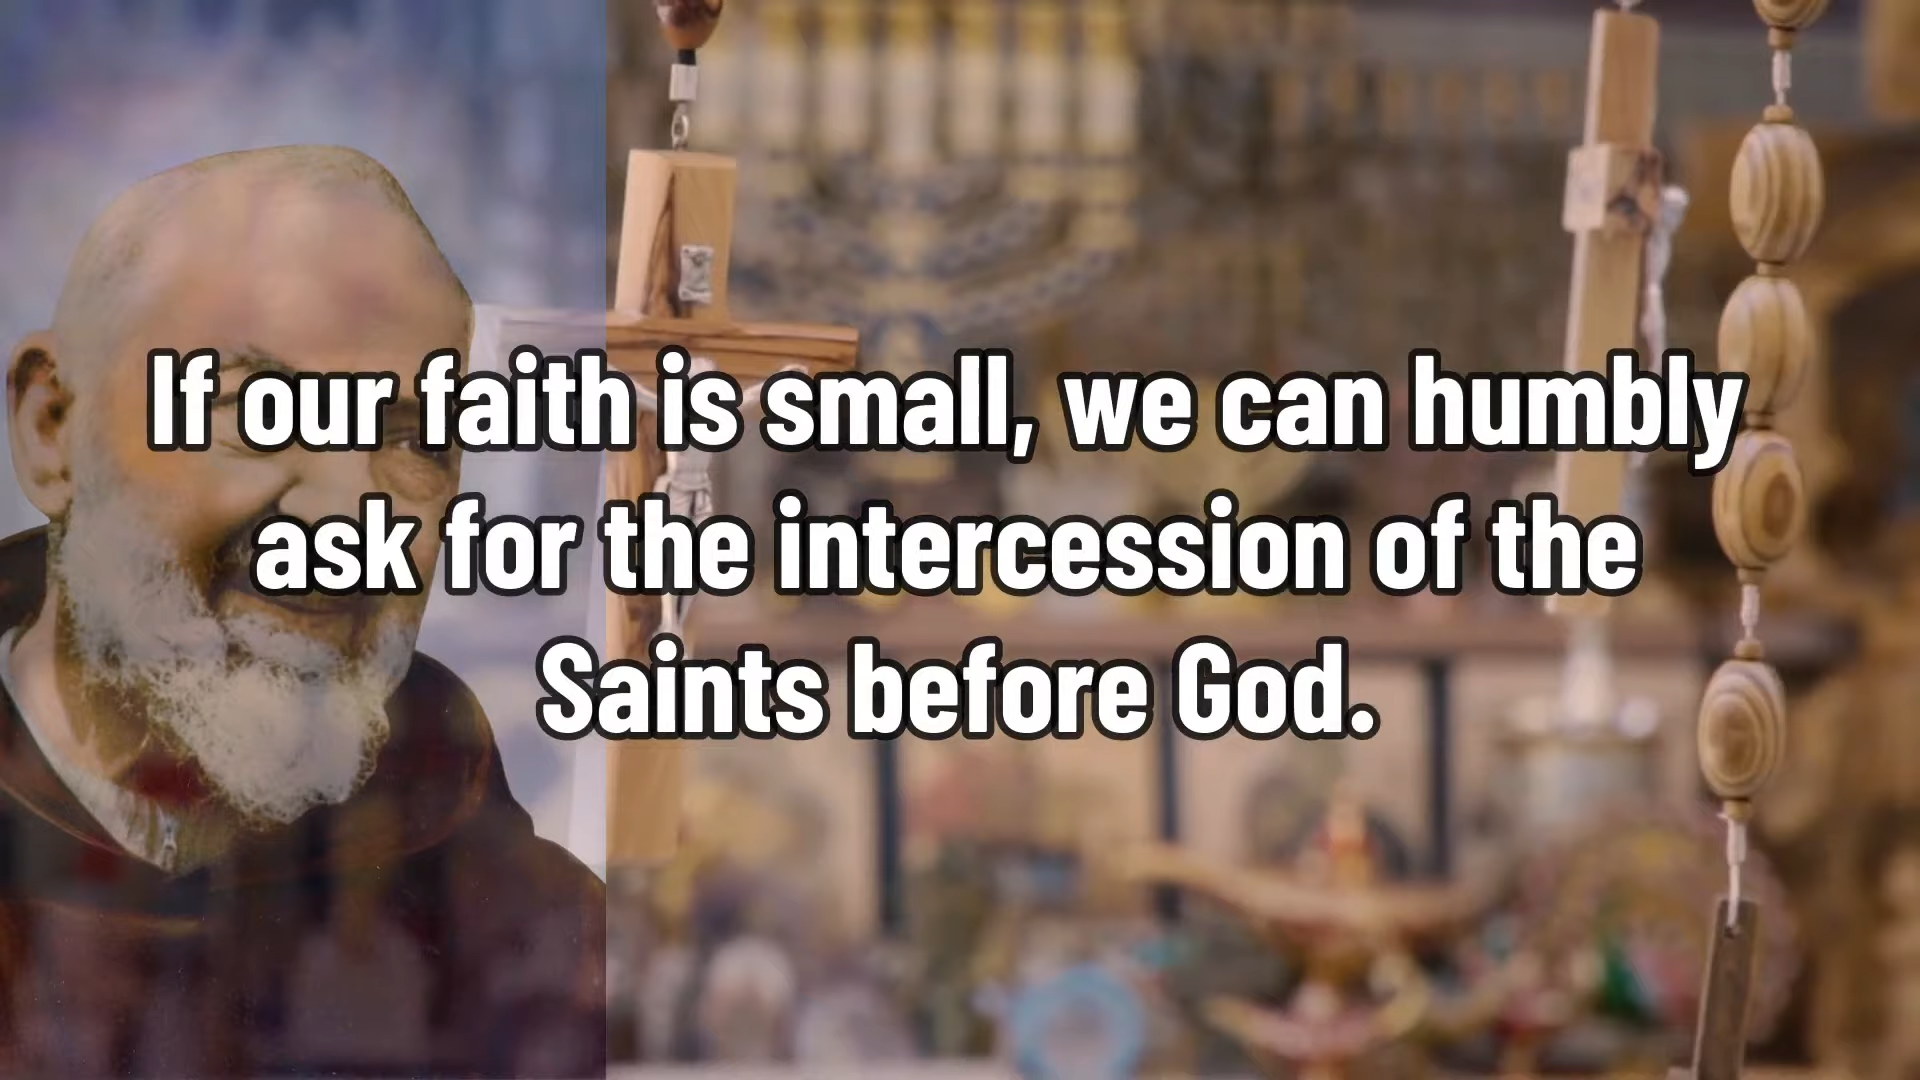 If our faith is small, we can humbly
ask for the intercession of the
Saints before God.